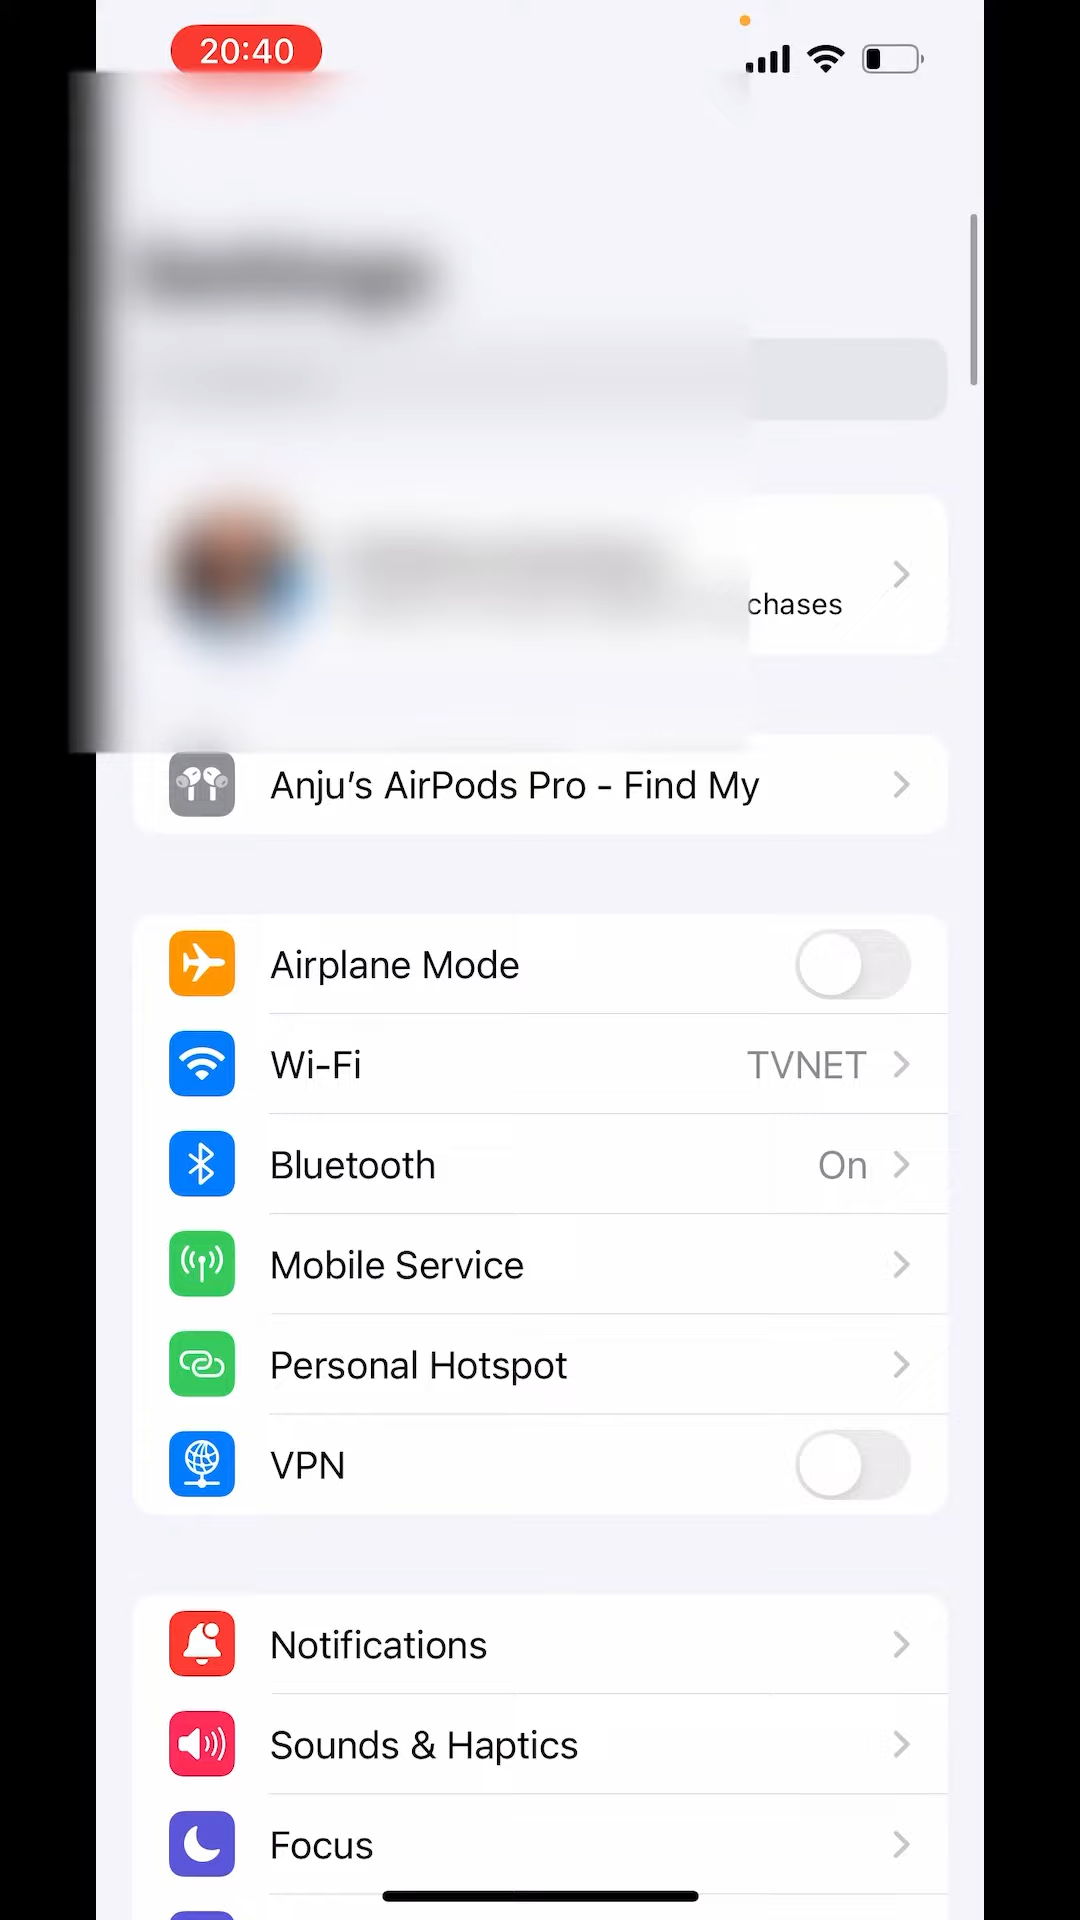 20:40
chases
Anju's AirPods Pro - Find My
Airplane Mode
Wi-Fi TVNET
Bluetooth On
Mobile Service
Personal Hotspot
VPN
Notifications
Sounds & Haptics
Focus